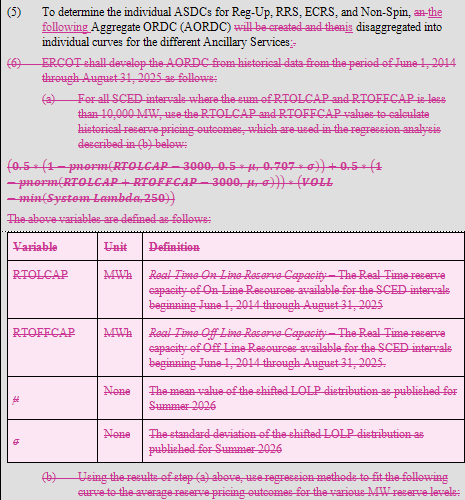 (5) To determine the individual ASDCs for Reg-Up, RRS, ECRS, and Non-Spin, an the
following Aggregate ORDC (AORDC) will be created and thenis disaggregated into
individual curves for the different Ancillary Services:.
(6) ERCOT shall develop the AORDC from historical data from the period of June 1, 2014
through August 31, 2025 as follows:
(a) For all SCED intervals where the sum of RTOLCAP and RTOFFCAP is less
than 10,000 MW, use the RTOLCAP and RTOFFCAP values to calculate
historical reserve pricing outcomes, which are used in the regression analysis
described in (b) below:
(0.5 * (1 − pnorm(RTOLCAP − 3000, 0.5 * μ, 0.707 * σ)) + 0.5 * (1
− pnorm(RTOLCAP + RTOFFCAP − 3000, μ, σ))) * (VOLL
− min(System Lambda, 250))
The above variables are defined as follows:
Variable Unit Definition
RTOLCAP MWh Real-Time On-Line Reserve Capacity – The Real-Time reserve
capacity of On-Line Resources available for the SCED intervals
beginning June 1, 2014 through August 31, 2025
RTOFFCAP MWh Real-Time Off-Line Reserve Capacity – The Real-Time reserve
capacity of Off-Line Resources available for the SCED intervals
beginning June 1, 2014 through August 31, 2025.
μ None The mean value of the shifted LOLP distribution as published for
Summer 2026
σ None The standard deviation of the shifted LOLP distribution as
published for Summer 2026
(b) Using the results of step (a) above, use regression methods to fit the following
curve to the average reserve pricing outcomes for the various MW reserve levels: